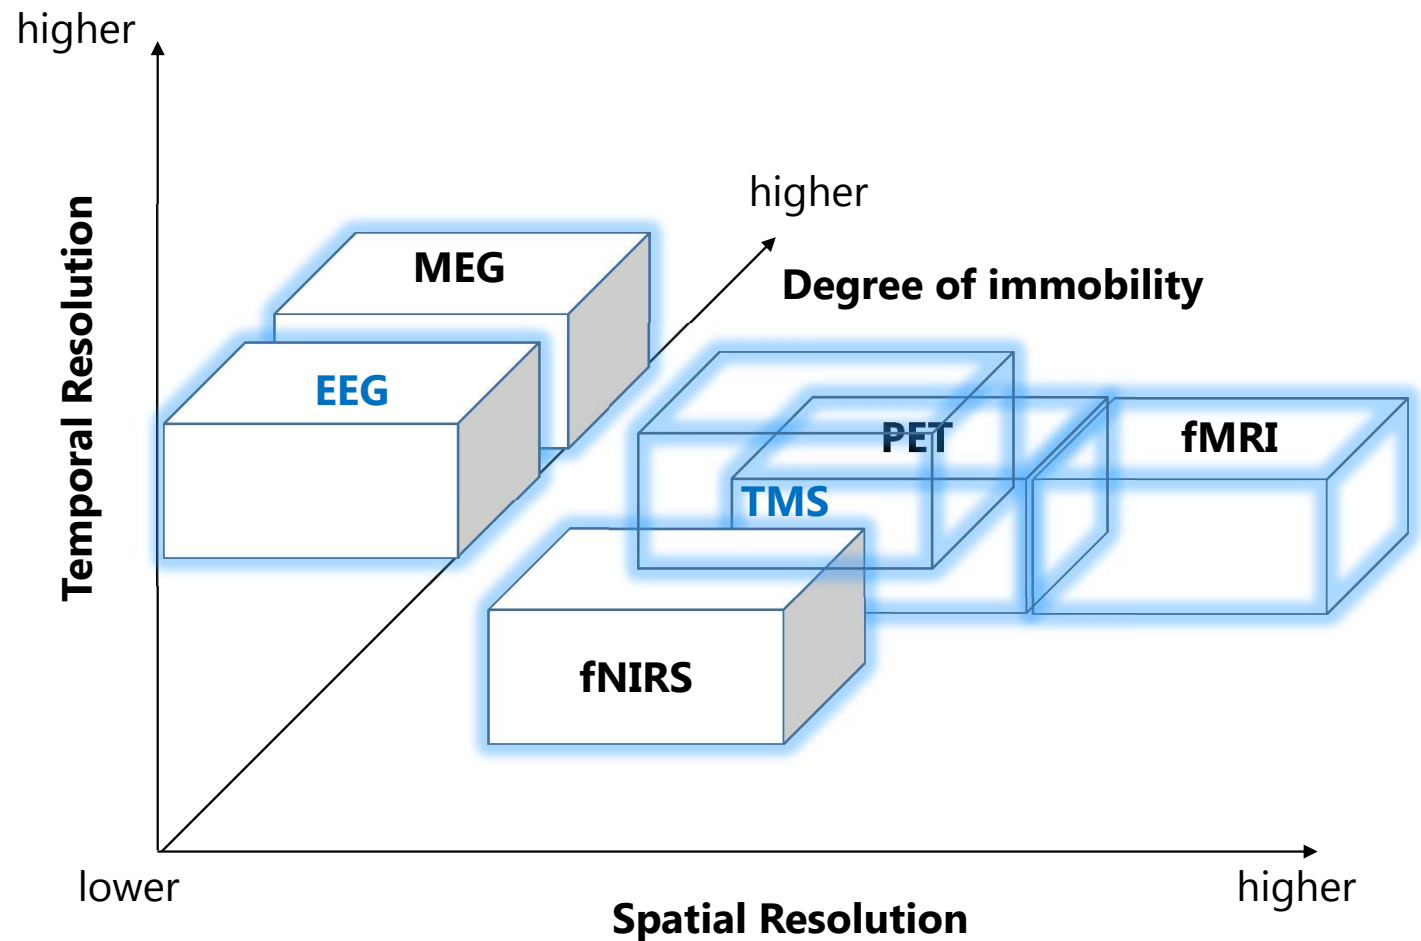 higher
Temporal Resolution
higher
Degree of immobility
MEG
EEG
PET
fMRI
TMS
fNIRS
lower
higher
Spatial Resolution